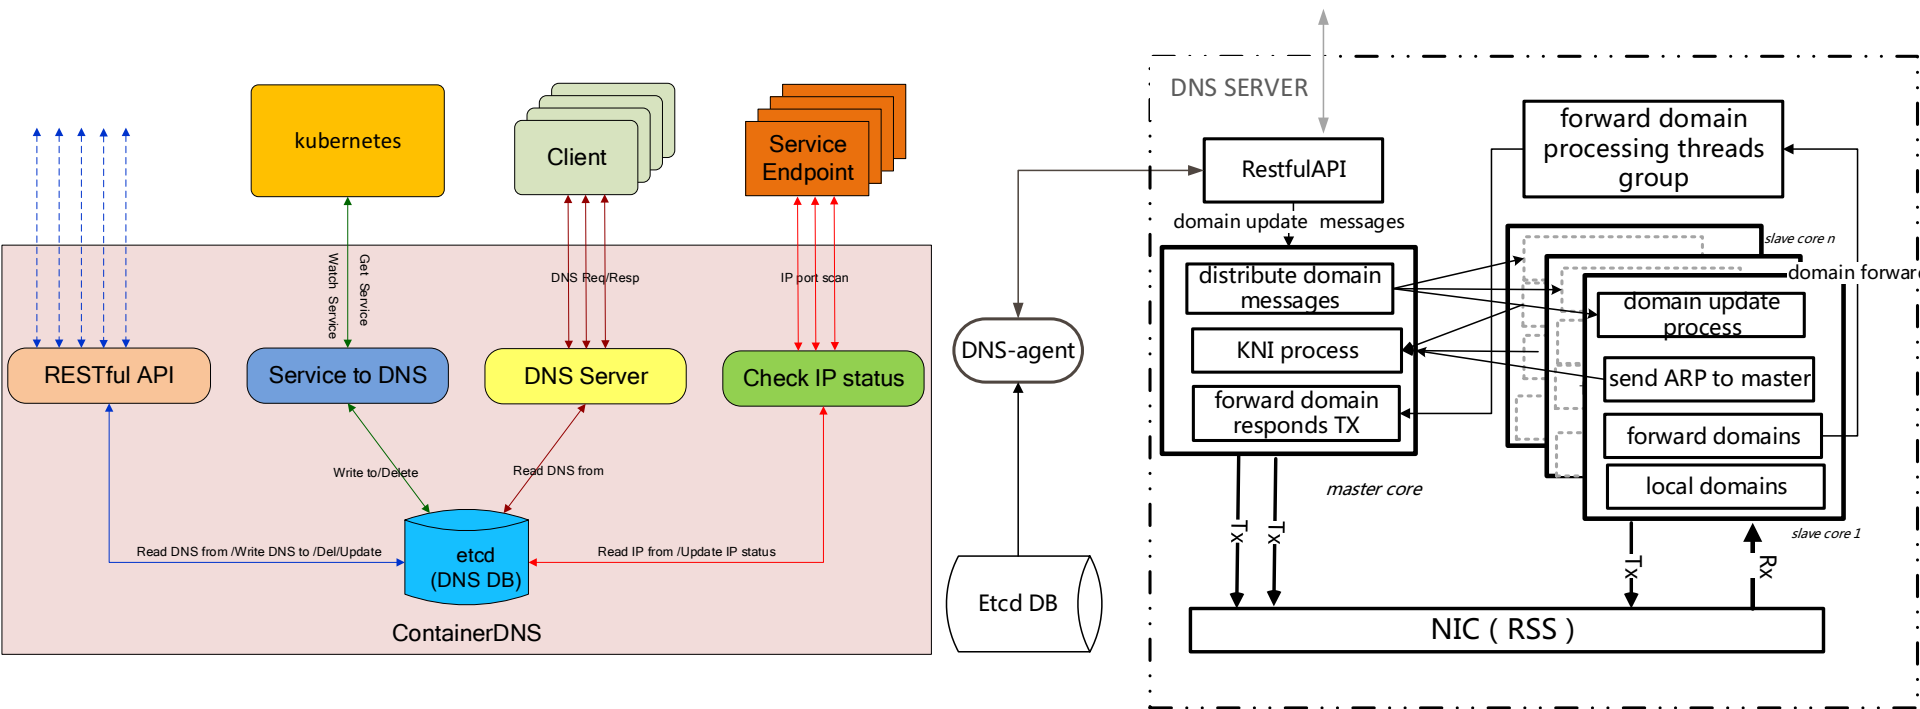 kubernetes
Client
Service
Endpoint
Watch Service
Get Service
DNS Req/Resp
IP port scan
RESTful API
Service to DNS
DNS Server
Check IP status
Write to/Delete
Read DNS from
Read DNS from /Write DNS to /Del/Update
etcd
(DNS DB)
Read IP from /Update IP status
ContainerDNS
DNS-agent
Etcd DB
DNS SERVER
RestfulAPI
domain update messages
distribute domain
messages
KNI process
forward domain
responds TX
master core
forward domain
processing threads
group
slave core n
domain forward
domain update
process
send ARP to master
forward domains
local domains
slave core 1
Tx
Tx
Tx
Rx
NIC ( RSS )